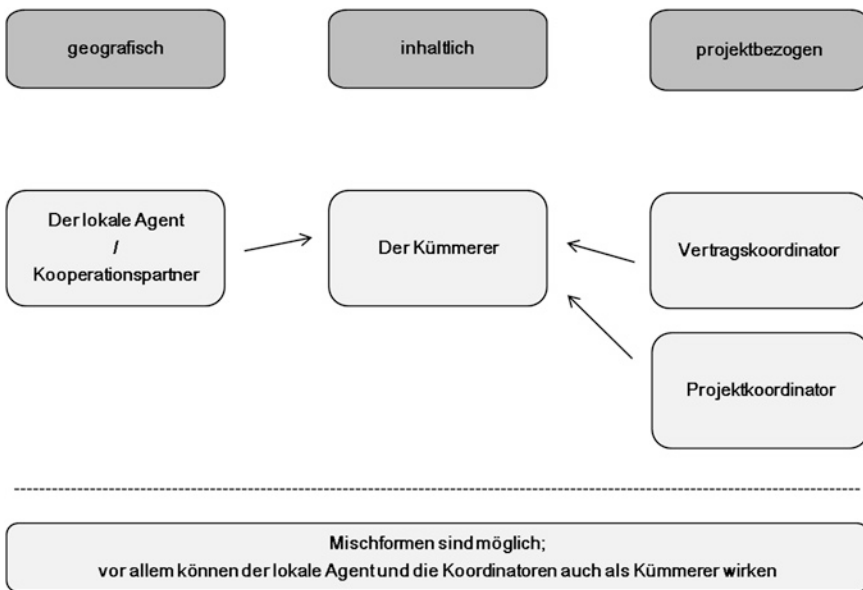 geografisch
inhaltlich
projektbezogen
Der lokale Agent
/
Kooperationspartner
Der Kümmerer
Vertragskoordinator
Projektkoordinator
Mischformen sind möglich;
vor allem können der lokale Agent und die Koordinatoren auch als Kümmerer wirken